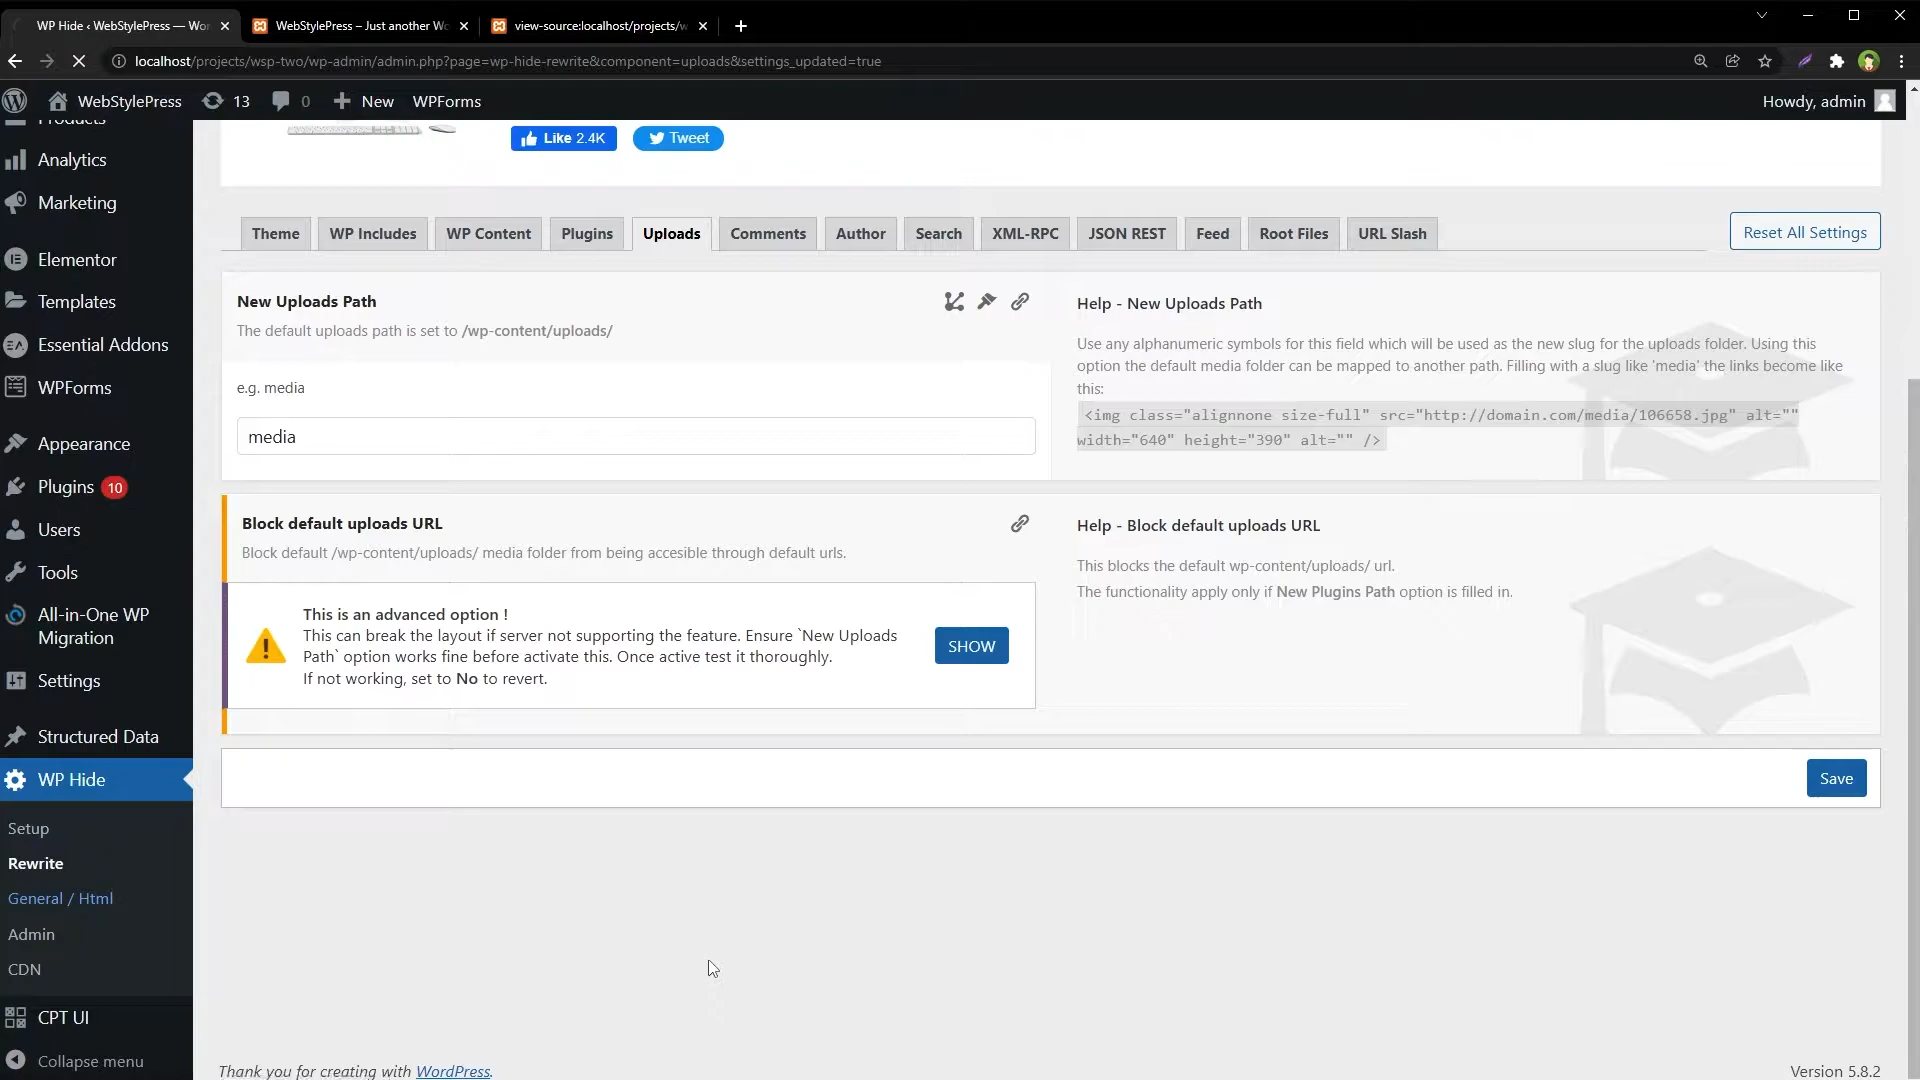 WP Hide ‹ WebStylePress — Wor
WebStylePress – Just another Wo
view-source:localhost/projects/w
localhost/projects/wsp-two/wp-admin/admin.php?page=wp-hide-rewrite&component=uploads&settings_updated=true
WebStylePress
13
0
New
WPForms
Howdy, admin
Products
Analytics
Marketing
Elementor
Templates
Essential Addons
WPForms
Appearance
Plugins 10
Users
Tools
All-in-One WP
Migration
Settings
Structured Data
WP Hide
Setup
Rewrite
General / Html
Admin
CDN
CPT UI
Collapse menu
Like 2.4K
Tweet
Theme
WP Includes
WP Content
Plugins
Uploads
Comments
Author
Search
XML-RPC
JSON REST
Feed
Root Files
URL Slash
Reset All Settings
New Uploads Path
The default uploads path is set to /wp-content/uploads/
e.g. media
media
Help - New Uploads Path
Use any alphanumeric symbols for this field which will be used as the new slug for the uploads folder. Using this
option the default media folder can be mapped to another path. Filling with a slug like 'media' the links become like
this:
<img class="alignnone size-full" src="http://domain.com/media/106658.jpg" alt=""
width="640" height="390" alt="" />
Block default uploads URL
Block default /wp-content/uploads/ media folder from being accesible through default urls.
This is an advanced option !
This can break the layout if server not supporting the feature. Ensure `New Uploads
Path` option works fine before activate this. Once active test it thoroughly.
If not working, set to No to revert.
SHOW
Help - Block default uploads URL
This blocks the default wp-content/uploads/ url.
The functionality apply only if New Plugins Path option is filled in.
Save
Thank you for creating with WordPress.
Version 5.8.2